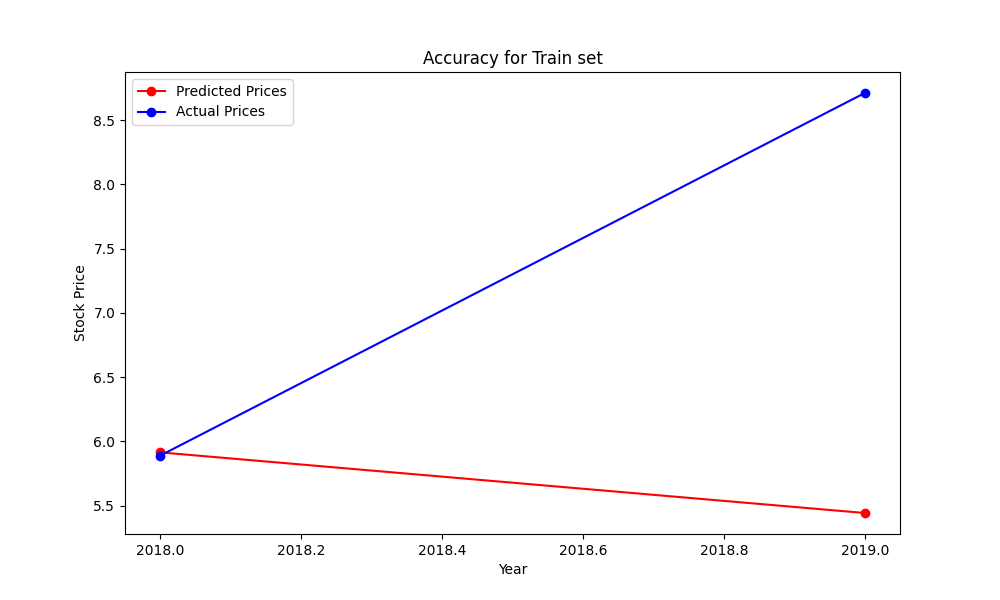 Accuracy for Train set
Predicted Prices
Actual Prices
8.5
8.0
7.5
7.0
6.5
6.0
5.5
Stock Price
2018.0
2018.2
2018.4
2018.6
2018.8
2019.0
Year